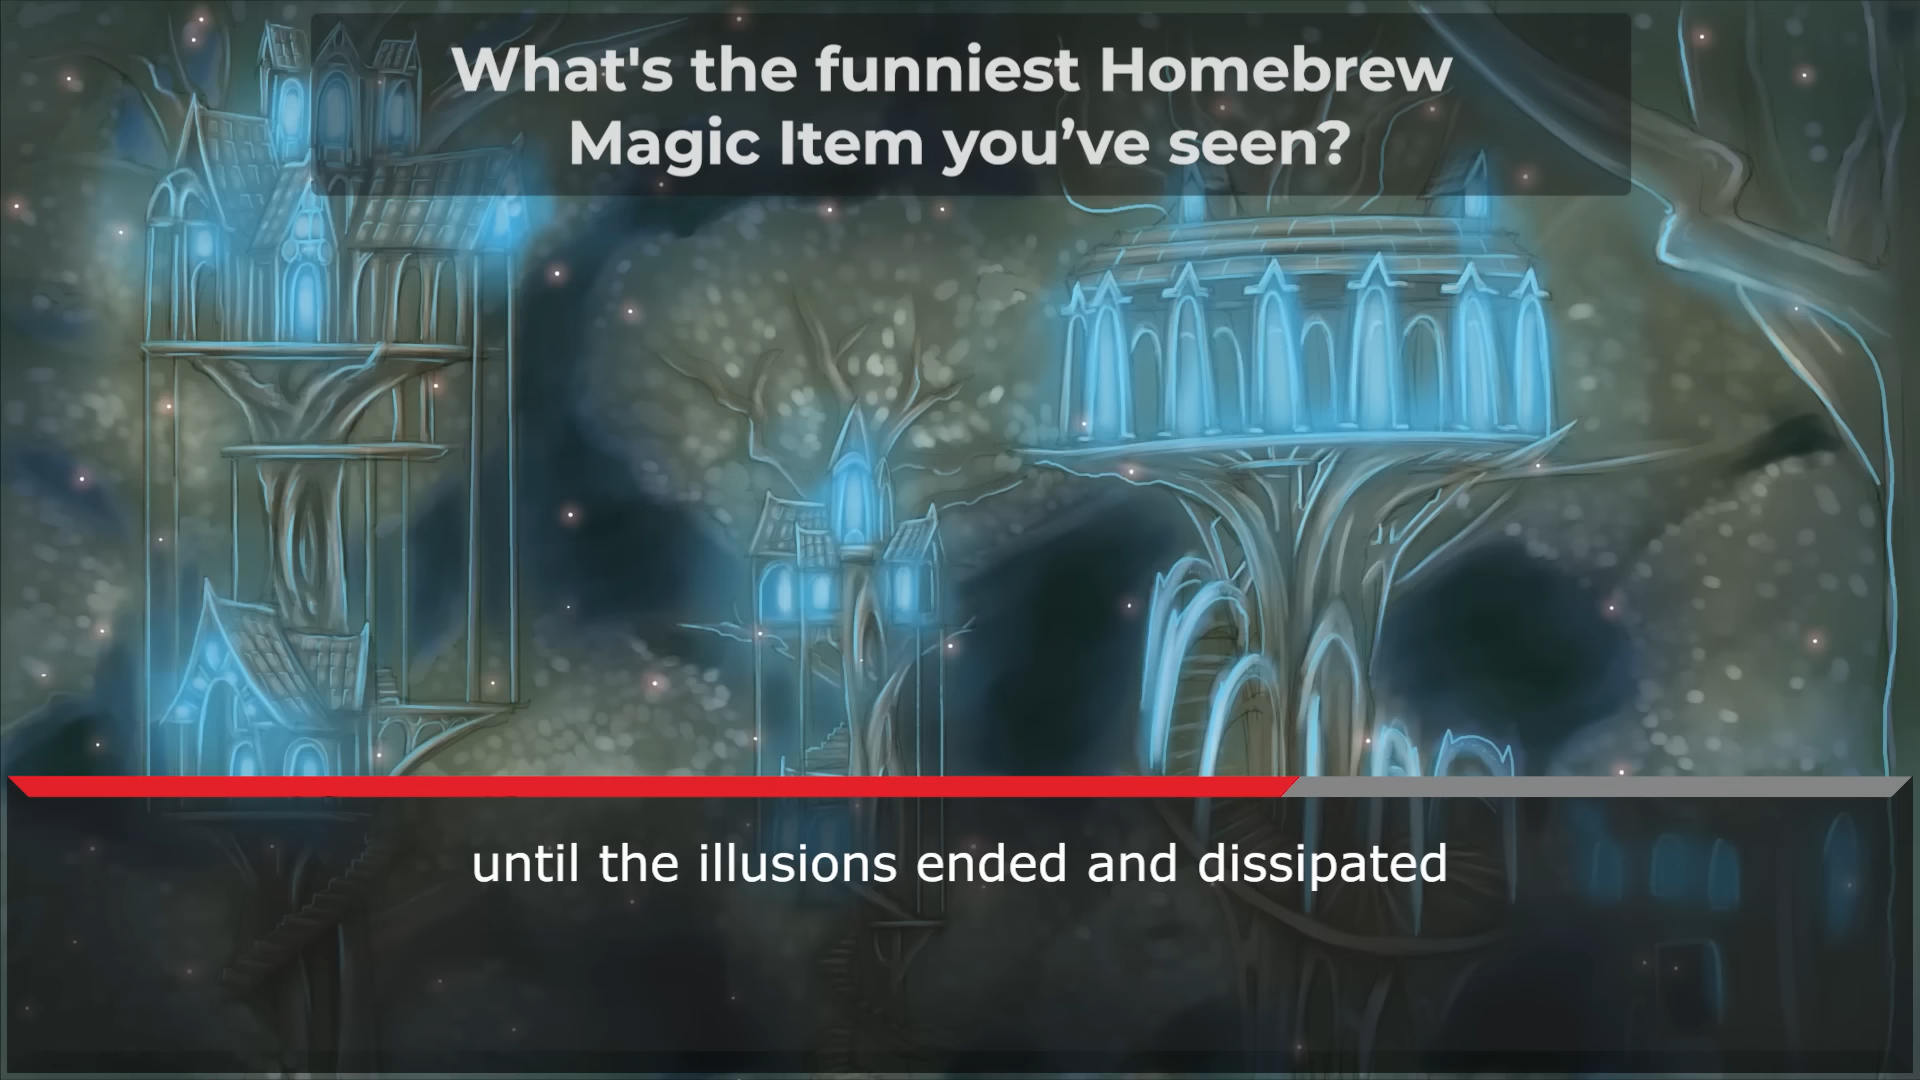 What's the funniest Homebrew
Magic Item you’ve seen?
until the illusions ended and dissipated